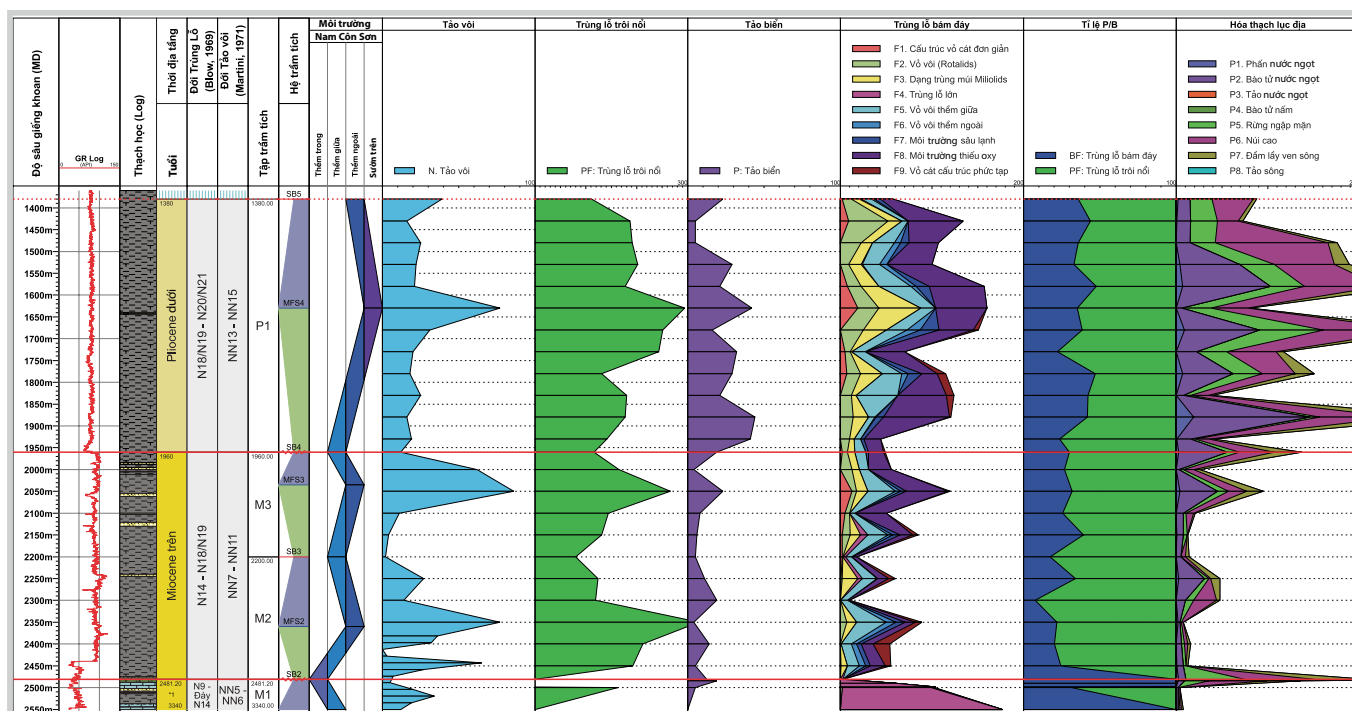 Độ sâu giếng khoan (MD)
GR Log
(API)
0
150
Thạch học (Log)
Thời địa tầng
Tuổi
Đới Trùng Lỗ
(Blow, 1969)
Đới Tảo vôi
(Martini, 1971)
Tập trầm tích
Hệ trầm tích
Môi trường
Nam Côn Sơn
Thềm trong
Thềm giữa
Thềm ngoài
Sườn trên
Tảo vôi
N. Tảo vôi
100
Trùng lỗ trôi nổi
PF: Trùng lỗ trôi nổi
300
Tảo biển
P: Tảo biển
100
Trùng lỗ bám đáy
F1. Cấu trúc vỏ cát đơn giản
F2. Vỏ vôi (Rotalids)
F3. Dạng trùng múi Miliolids
F4. Trùng lỗ lớn
F5. Vỏ vôi thềm giữa
F6. Vỏ vôi thềm ngoài
F7. Môi trường sâu lạnh
F8. Môi trường thiếu oxy
F9. Vỏ cát cấu trúc phức tạp
200
Tỉ lệ P/B
BF: Trùng lỗ bám đáy
PF: Trùng lỗ trôi nổi
100
Hóa thạch lục địa
P1. Phấn nước ngọt
P2. Bào tử nước ngọt
P3. Tảo nước ngọt
P4. Bào tử nấm
P5. Rừng ngập mặn
P6. Núi cao
P7. Đầm lầy ven sông
P8. Tảo sông
1400m
1450m
1500m
1550m
1600m
1650m
1700m
1750m
1800m
1850m
1900m
1950m
2000m
2050m
2100m
2150m
2200m
2250m
2300m
2350m
2400m
2450m
2500m
2550m
1380
Pliocene dưới
N18/N19 - N20/N21
NN13 - NN15
1380.00
P1
SB5
MFS4
SB4
1960
Miocene trên
N14 - N18/N19
NN7 - NN11
1960.00
M3
MFS3
SB3
2200.00
M2
MFS2
SB2
2481.20
*1
3340
N9 -
Đáy
N14
NN5 -
NN6
2481.20
M1
3340.00